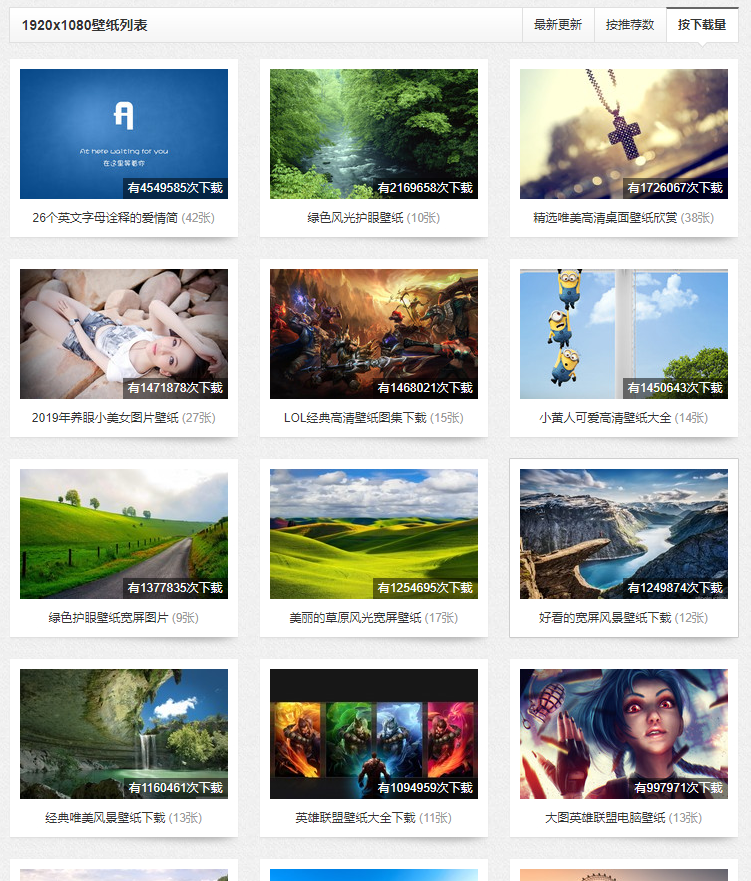 1920x1080壁纸列表
最新更新
按推荐数
按下载量
A
At here waiting for you
在这里等着你
有4549585次下载
26个英文字母诠释的爱情简 (42张)
有2169658次下载
绿色风光护眼壁纸 (10张)
有1726067次下载
精选唯美高清桌面壁纸欣赏 (38张)
有1471878次下载
2019年养眼小美女图片壁纸 (27张)
有1468021次下载
LOL经典高清壁纸图集下载 (15张)
有1450643次下载
小黄人可爱高清壁纸大全 (14张)
有1377835次下载
绿色护眼壁纸宽屏图片 (9张)
有1254695次下载
美丽的草原风光宽屏壁纸 (17张)
有1249874次下载
好看的宽屏风景壁纸下载 (12张)
有1160461次下载
经典唯美风景壁纸下载 (13张)
有1094959次下载
英雄联盟壁纸大全下载 (11张)
有997971次下载
大图英雄联盟电脑壁纸 (13张)